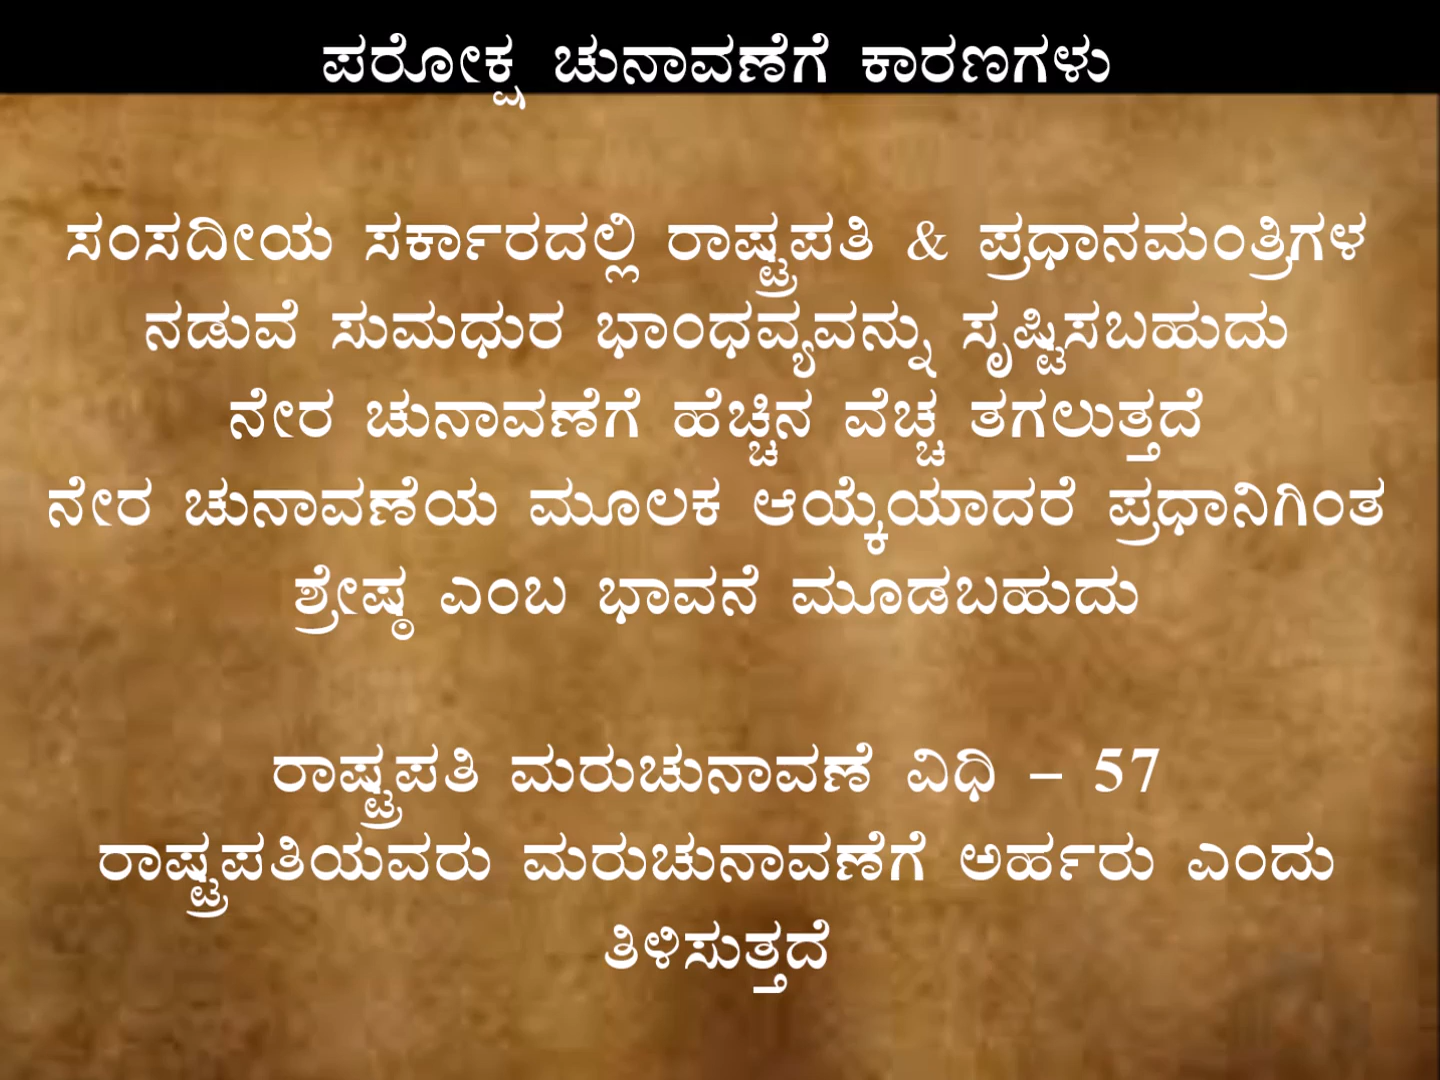 ಪರೋಕ್ಷ ಚುನಾವಣೆಗೆ ಕಾರಣಗಳು
ಸಂಸದೀಯ ಸರ್ಕಾರದಲ್ಲಿ ರಾಷ್ಟ್ರಪತಿ & ಪ್ರಧಾನಮಂತ್ರಿಗಳ
ನಡುವೆ ಸುಮಧುರ ಭಾಂಧವ್ಯವನ್ನು ಸೃಷ್ಟಿಸಬಹುದು
ನೇರ ಚುನಾವಣೆಗೆ ಹೆಚ್ಚಿನ ವೆಚ್ಚ ತಗಲುತ್ತದೆ
ನೇರ ಚುನಾವಣೆಯ ಮೂಲಕ ಆಯ್ಕೆಯಾದರೆ ಪ್ರಧಾನಿಗಿಂತ
ಶ್ರೇಷ್ಠ ಎಂಬ ಭಾವನೆ ಮೂಡಬಹುದು
ರಾಷ್ಟ್ರಪತಿ ಮರುಚುನಾವಣೆ ವಿಧಿ – 57
ರಾಷ್ಟ್ರಪತಿಯವರು ಮರುಚುನಾವಣೆಗೆ ಅರ್ಹರು ಎಂದು
ತಿಳಿಸುತ್ತದೆ